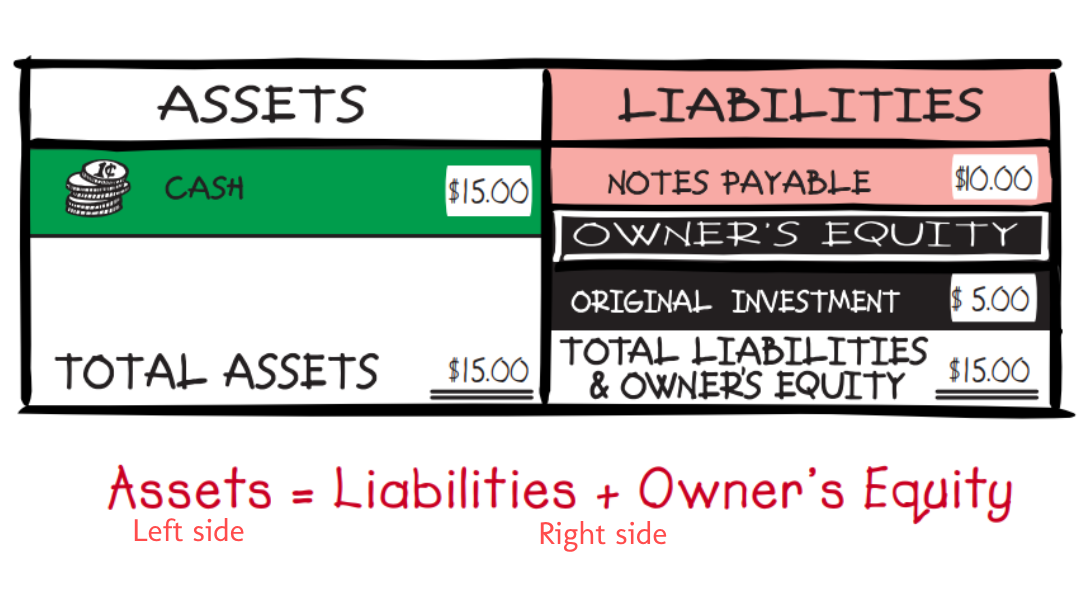 ASSETS
LIABILITIES
1¢
CASH
$15.00
NOTES PAYABLE
$10.00
OWNER'S EQUITY
ORIGINAL INVESTMENT
$ 5.00
TOTAL ASSETS
$15.00
TOTAL LIABILITIES
& OWNER'S EQUITY
$15.00
Assets = Liabilities + Owner's Equity
Left side
Right side